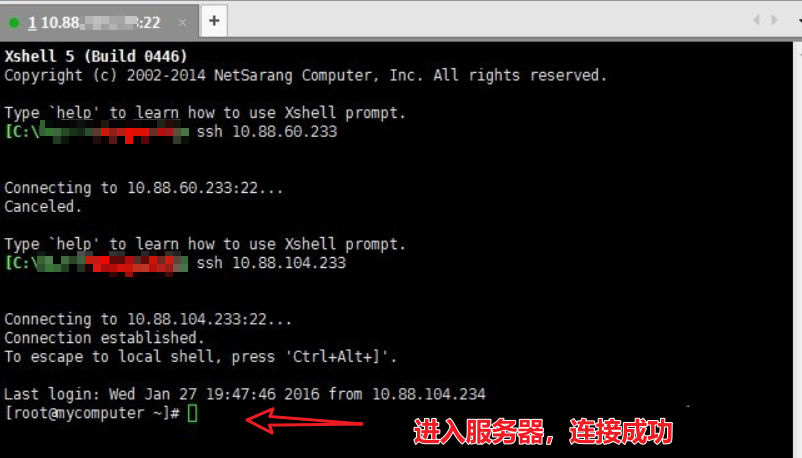 1 10.88. :22 × +
Xshell 5 (Build 0446)
Copyright (c) 2002-2014 NetSarang Computer, Inc. All rights reserved.
Type `help' to learn how to use Xshell prompt.
[C:\ ssh 10.88.60.233
Connecting to 10.88.60.233:22...
Canceled.
Type `help' to learn how to use Xshell prompt.
[C:\ ssh 10.88.104.233
Connecting to 10.88.104.233:22...
Connection established.
To escape to local shell, press 'Ctrl+Alt+]'.
Last login: Wed Jan 27 19:47:46 2016 from 10.88.104.234
[root@mycomputer ~]#
进入服务器，连接成功